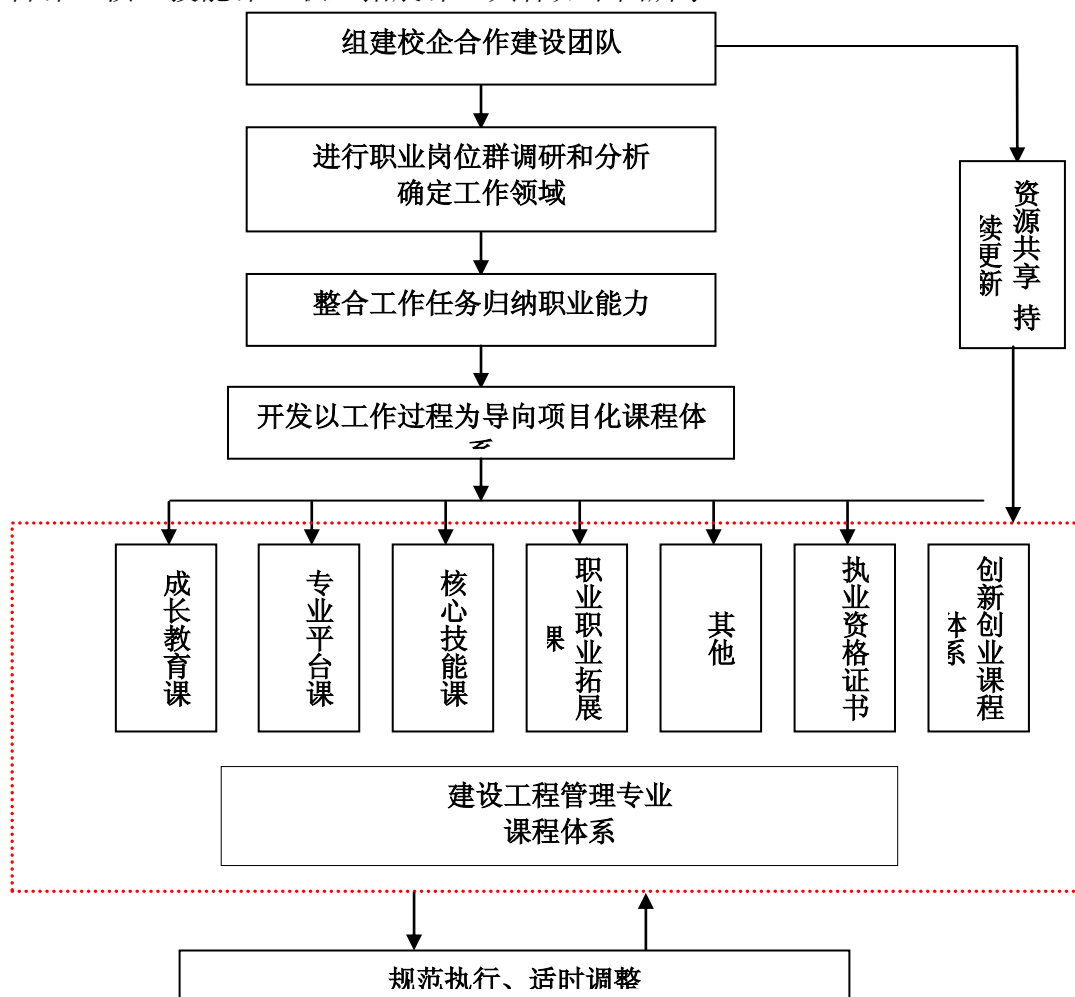 组建校企合作建设团队
进行职业岗位群调研和分析
确定工作领域
资源共享 持
续更新
整合工作任务归纳职业能力
开发以工作过程为导向项目化课程体
系
成长教育课
专业平台课
核心技能课
职业职业拓展
课
其他
执业资格证书
创新创业课程
体系
建设工程管理专业
课程体系
规范执行、适时调整